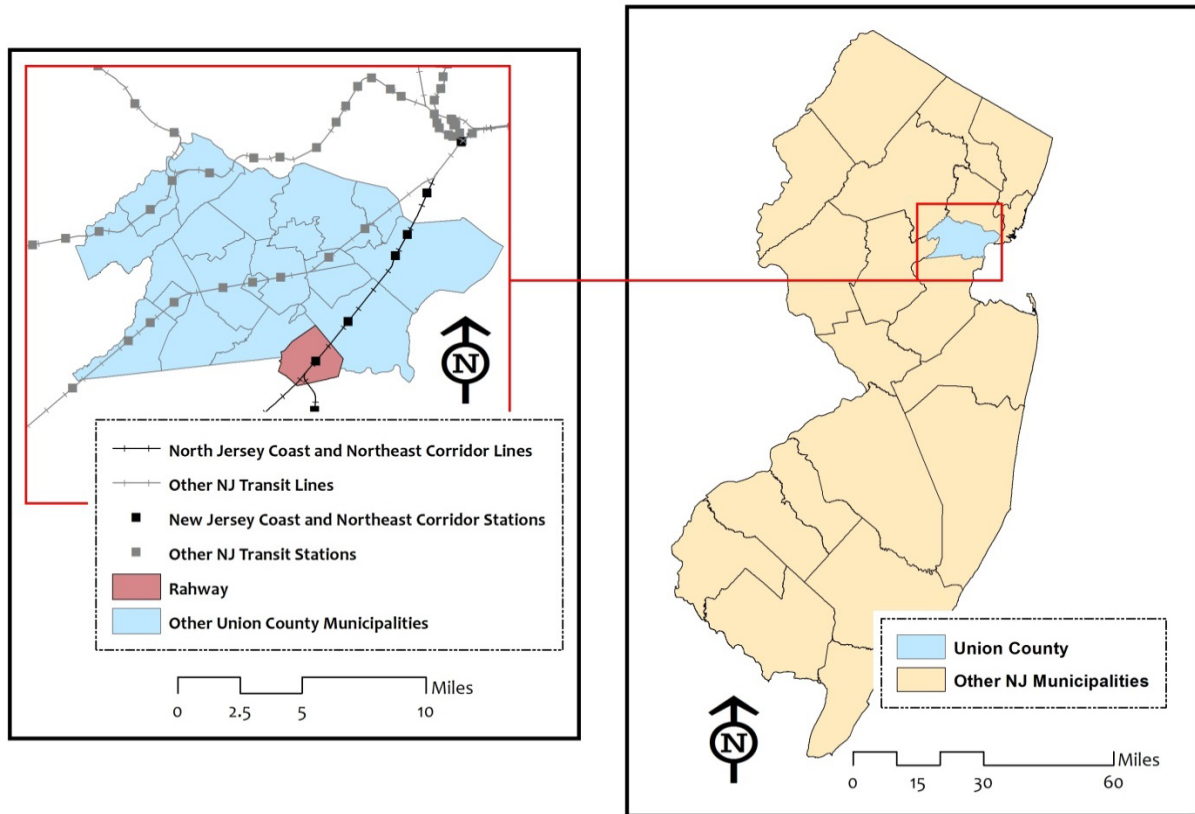 N
North Jersey Coast and Northeast Corridor Lines
Other NJ Transit Lines
New Jersey Coast and Northeast Corridor Stations
Other NJ Transit Stations
Rahway
Other Union County Municipalities
Miles
0 2.5 5 10
Union County
Other NJ Municipalities
N
Miles
0 15 30 60